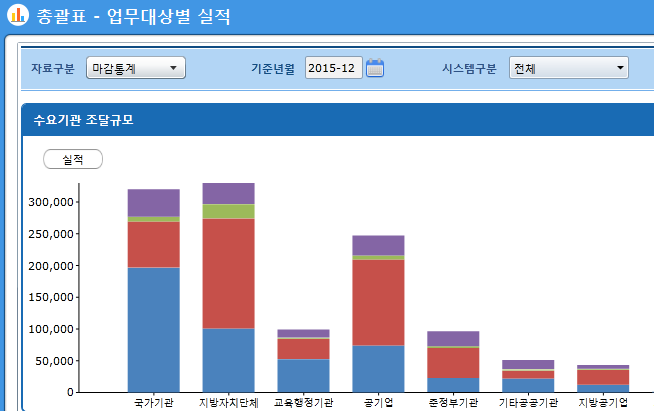 총괄표 - 업무대상별 실적
자료구분 마감통계 기준년월 2015-12 시스템구분 전체
수요기관 조달규모
실적
300,000
250,000
200,000
150,000
100,000
50,000
0
국가기관 지방자치단체 교육행정기관 공기업 준정부기관 기타공공기관 지방공기업